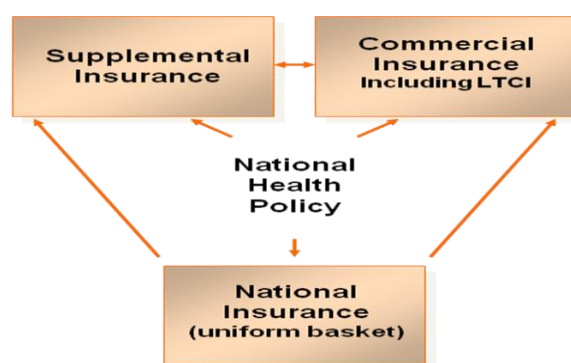 Supplemental
Insurance
Commercial
Insurance
Including LTCI
National
Health
Policy
National
Insurance
(uniform basket)